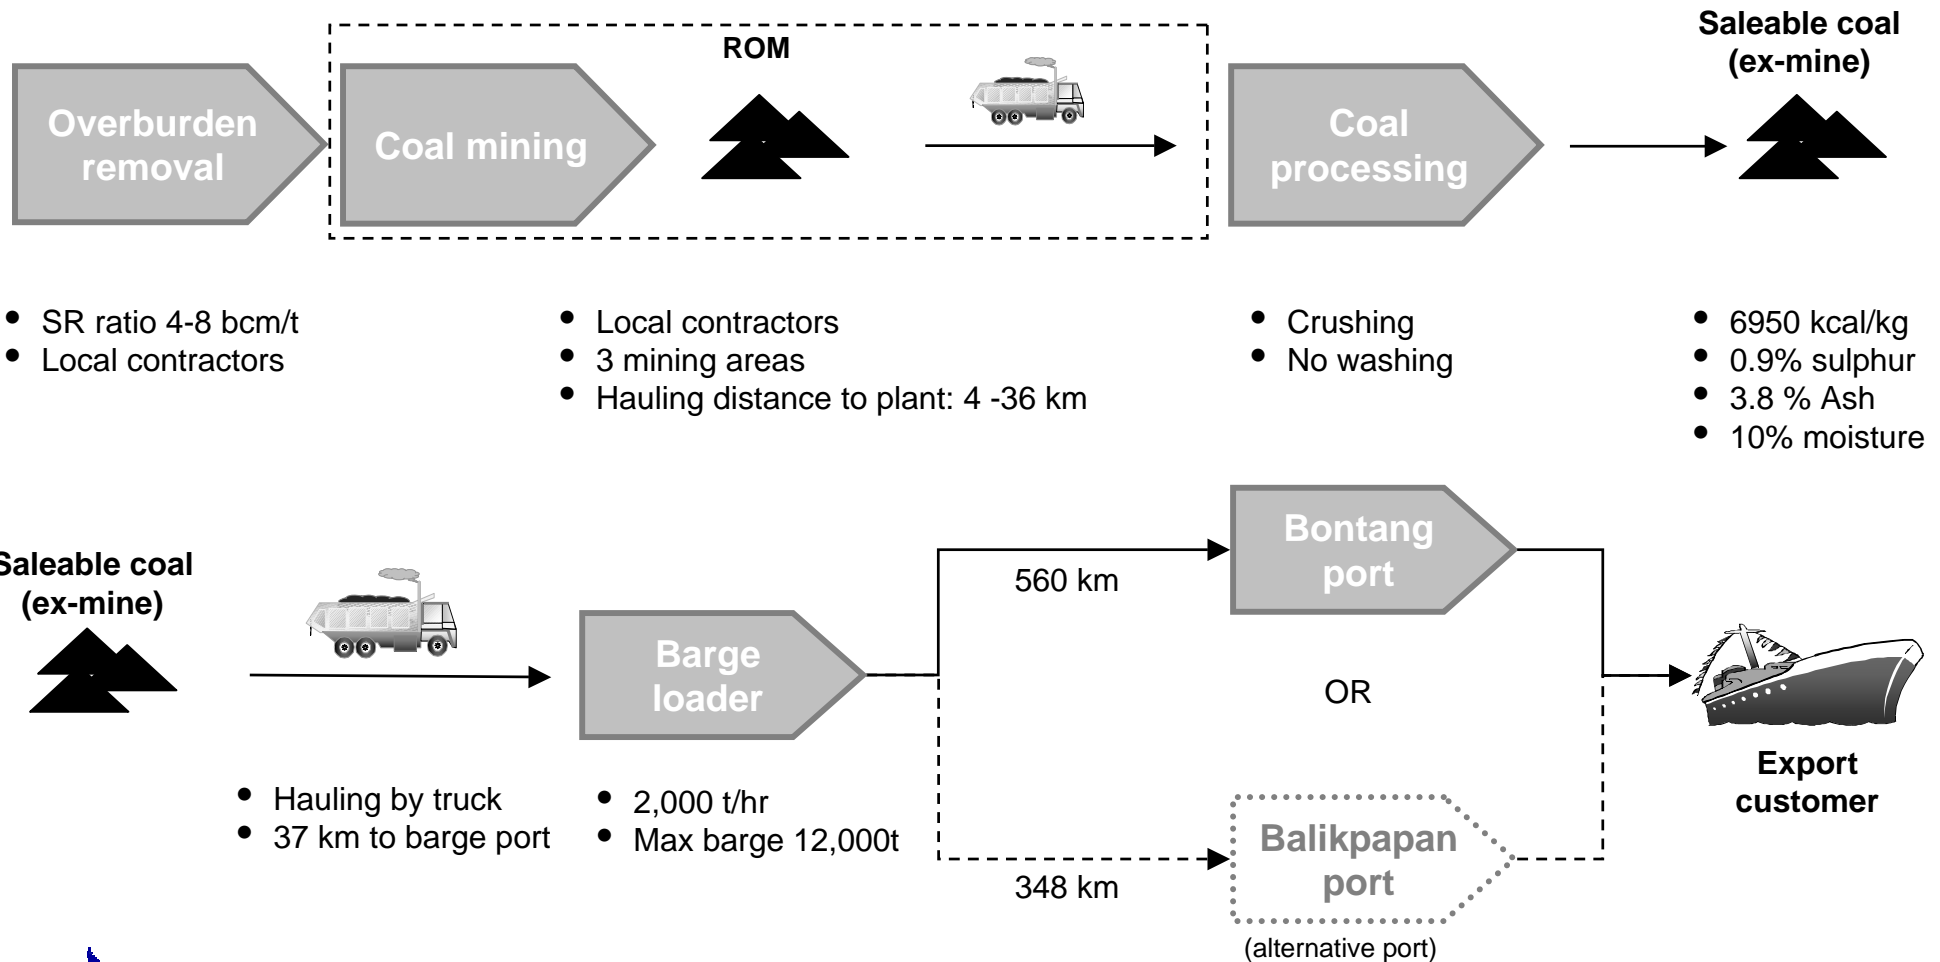 ROM
Saleable coal
(ex-mine)
Overburden
removal
Coal mining
Coal
processing
• SR ratio 4-8 bcm/t
• Local contractors
• Local contractors
• 3 mining areas
• Hauling distance to plant: 4 -36 km
• Crushing
• No washing
• 6950 kcal/kg
• 0.9% sulphur
• 3.8 % Ash
• 10% moisture
Saleable coal
(ex-mine)
• Hauling by truck
• 37 km to barge port
Barge
loader
• 2,000 t/hr
• Max barge 12,000t
560 km
Bontang
port
OR
348 km
Balikpapan
port
(alternative port)
Export
customer